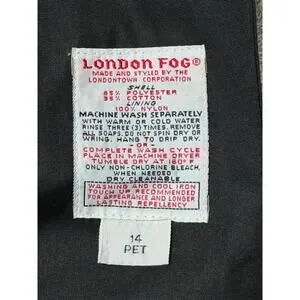 LONDON FOG®
MADE AND STYLED BY THE
LONDONTOWN CORPORATION
SHELL
65% POLYESTER
35% COTTON
LINING
100% NYLON
MACHINE WASH SEPARATELY
WITH WARM OR COLD WATER
RINSE THREE (3) TIMES. REMOVE
ALL SOAPS. DO NOT SPIN DRY OR
WRING. HANG TO DRIP DRY.
-OR-
COMPLETE WASH CYCLE
PLACE IN MACHINE DRYER
TUMBLE DRY AT 160° F
ONLY NON-CHLORINE BLEACH,
WHEN NEEDED
DRY CLEANABLE
WASHING AND COOL IRON
TOUCH UP RECOMMENDED
FOR APPEARANCE AND LONGER
LASTING REPELLENCY
14
PET